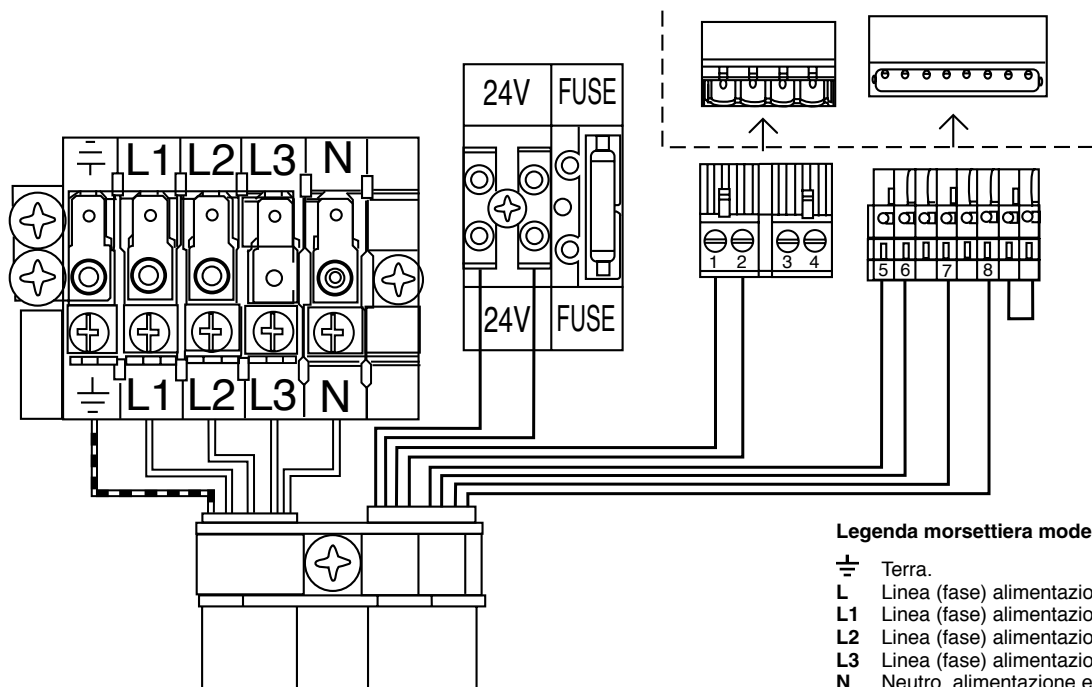 24V FUSE
L1 L2 L3 N
1 2 3 4
5 6 7 8
24V FUSE
L1 L2 L3 N
Legenda morsettiera mode
Terra.
L Linea (fase) alimentazio
L1 Linea (fase) alimentazio
L2 Linea (fase) alimentazio
L3 Linea (fase) alimentazio
N Neutro alimentazione e